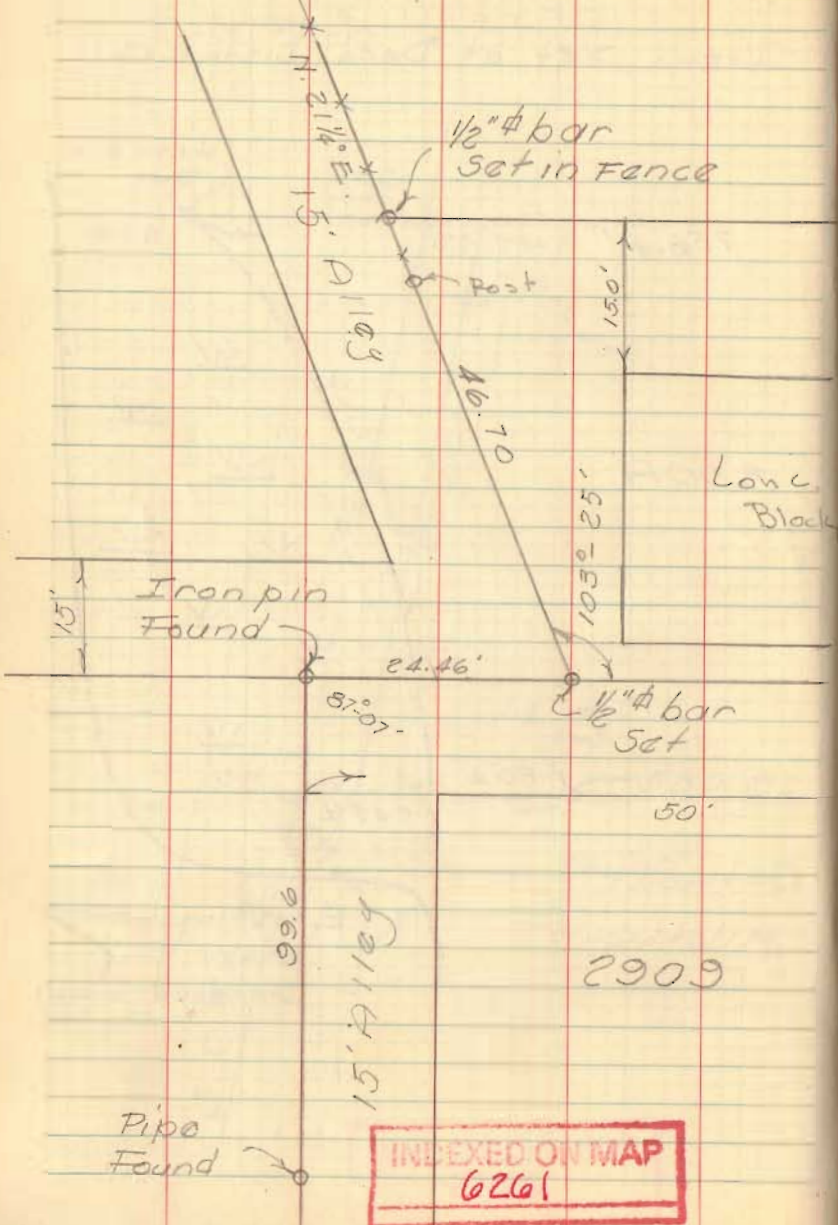 1/2"ϕ bar
Set in Fence
N. 21 1/4° E.
15' Alley
Post
15.0'
46.70
103°-25'
Block
15'
Iron pin
Found
24.46'
87°-07'
1/2"ϕ bar
Set
50'
99.6
15' Alley
2909
Pipe
Found
INDEXED ON MAP
6261